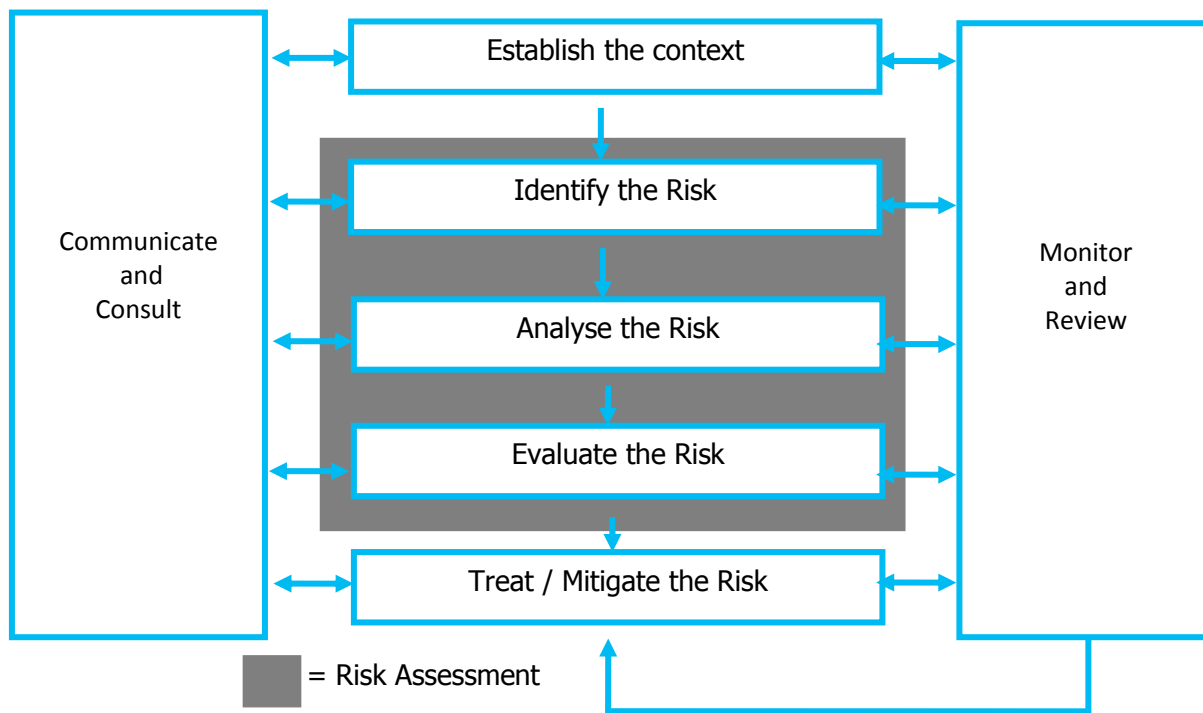 Establish the context
Identify the Risk
Communicate
and
Consult
Analyse the Risk
Monitor
and
Review
Evaluate the Risk
Treat / Mitigate the Risk
= Risk Assessment